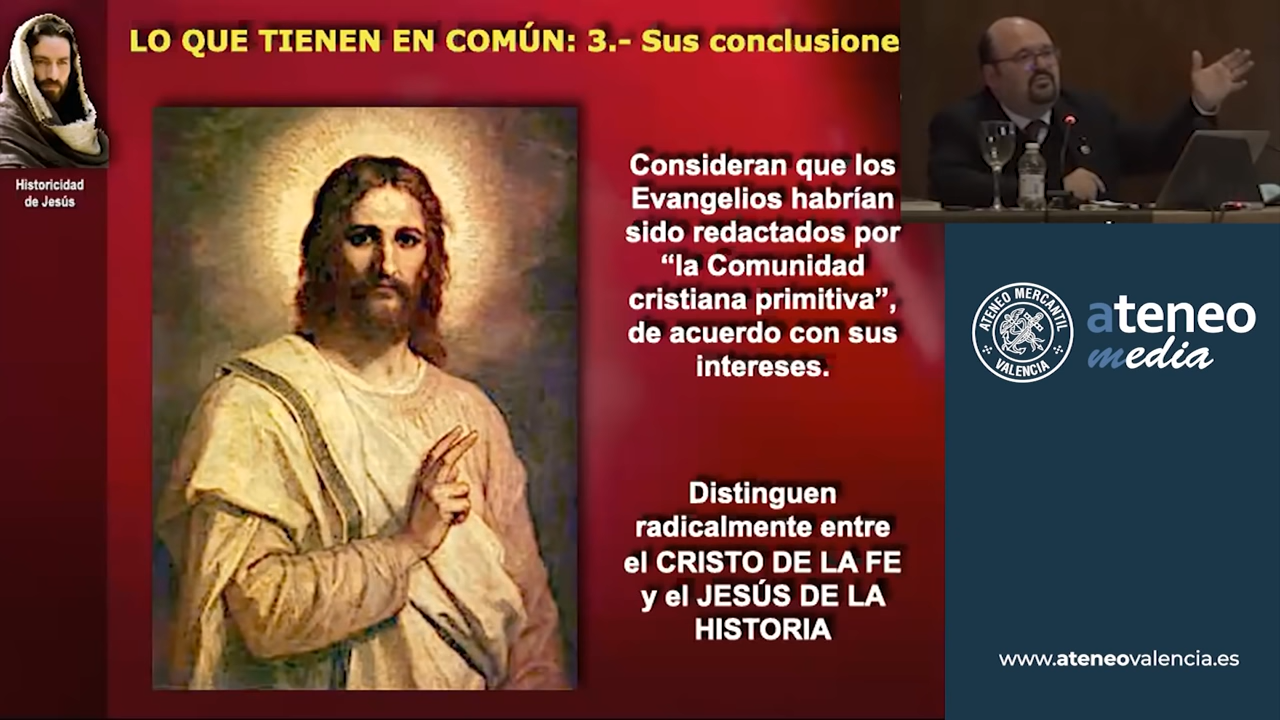 LO QUE TIENEN EN COMÚN: 3.- Sus conclusione
Historicidad
de Jesús
Consideran que los
Evangelios habrían
sido redactados por
“la Comunidad
cristiana primitiva”,
de acuerdo con sus
intereses.
Distinguen
radicalmente entre
el CRISTO DE LA FE
y el JESÚS DE LA
HISTORIA
ATENEO MERCANTIL
VALENCIA
ateneo
media
www.ateneovalencia.es